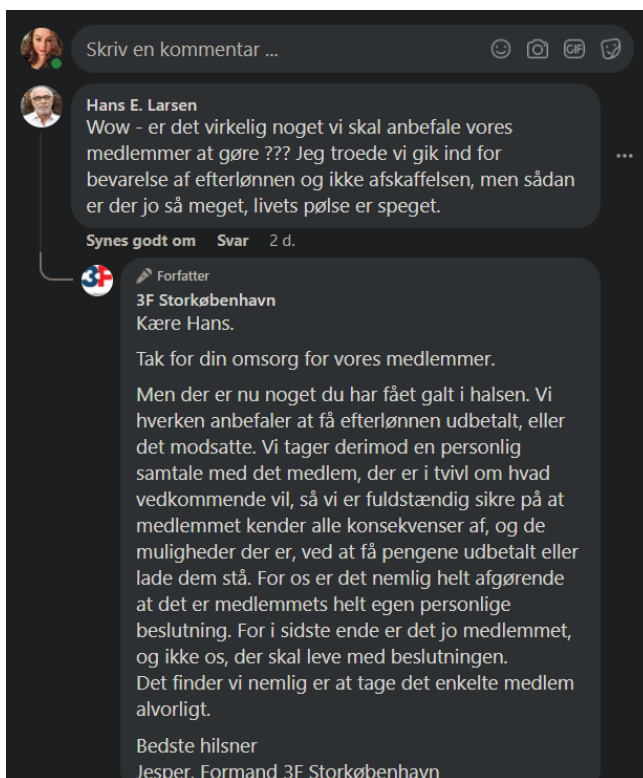 Skriv en kommentar ...
GIF
Hans E. Larsen
Wow - er det virkelig noget vi skal anbefale vores
medlemmer at gøre ??? Jeg troede vi gik ind for
bevarelse af efterlønnen og ikke afskaffelsen, men sådan
er der jo så meget, livets pølse er speget.
Synes godt om Svar 2 d.
3F
Forfatter
3F Storkøbenhavn
Kære Hans.
Tak for din omsorg for vores medlemmer.
Men der er nu noget du har fået galt i halsen. Vi
hverken anbefaler at få efterlønnen udbetalt, eller
det modsatte. Vi tager derimod en personlig
samtale med det medlem, der er i tvivl om hvad
vedkommende vil, så vi er fuldstændig sikre på at
medlemmet kender alle konsekvenser af, og de
muligheder der er, ved at få pengene udbetalt eller
lade dem stå. For os er det nemlig helt afgørende
at det er medlemmets helt egen personlige
beslutning. For i sidste ende er det jo medlemmet,
og ikke os, der skal leve med beslutningen.
Det finder vi nemlig er at tage det enkelte medlem
alvorligt.
Bedste hilsner
Jesper, Formand 3F Storkøbenhavn